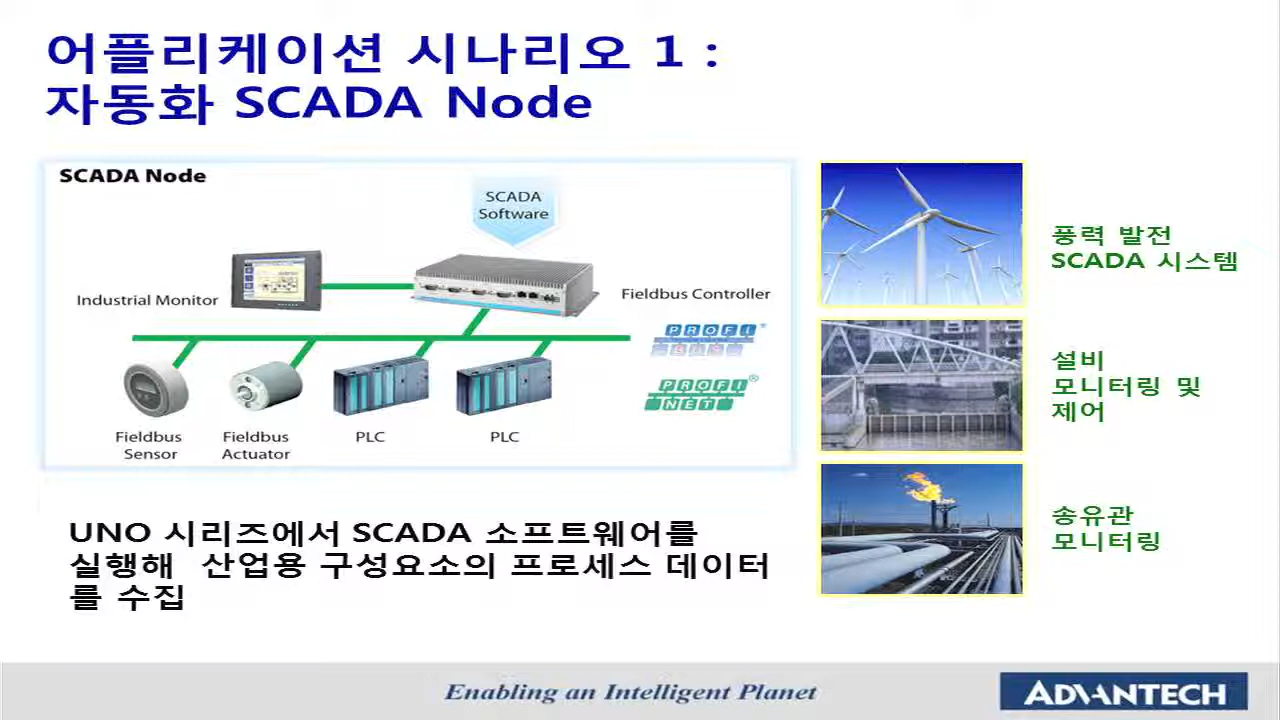 어플리케이션 시나리오 1 :
자동화 SCADA Node
SCADA Node
SCADA
Software
Industrial Monitor
Fieldbus Controller
PROFI
BUS
PROFI
NET
Fieldbus
Sensor
Fieldbus
Actuator
PLC
PLC
풍력 발전
SCADA 시스템
설비
모니터링 및
제어
송유관
모니터링
UNO 시리즈에서 SCADA 소프트웨어를
실행해 산업용 구성요소의 프로세스 데이터
를 수집
Enabling an Intelligent Planet
ADVANTECH